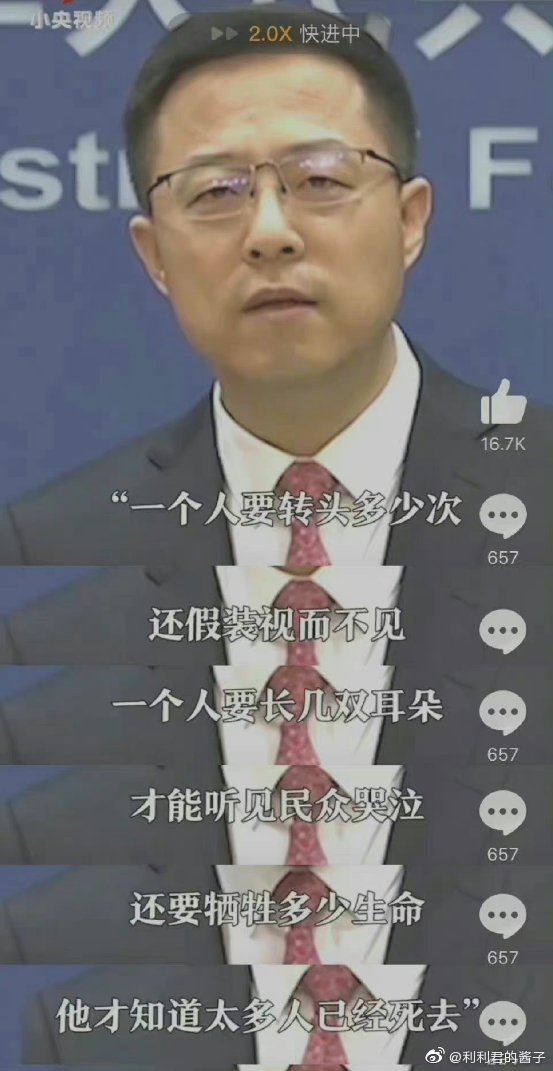 小央视频
2.0X 快进中
str
F
16.7K
“一个人要转头多少次
657
还假装视而不见
一个人要长几双耳朵
657
才能听见民众哭泣
657
还要牺牲多少生命
657
他才知道太多人已经死去”
@利利君的酱子